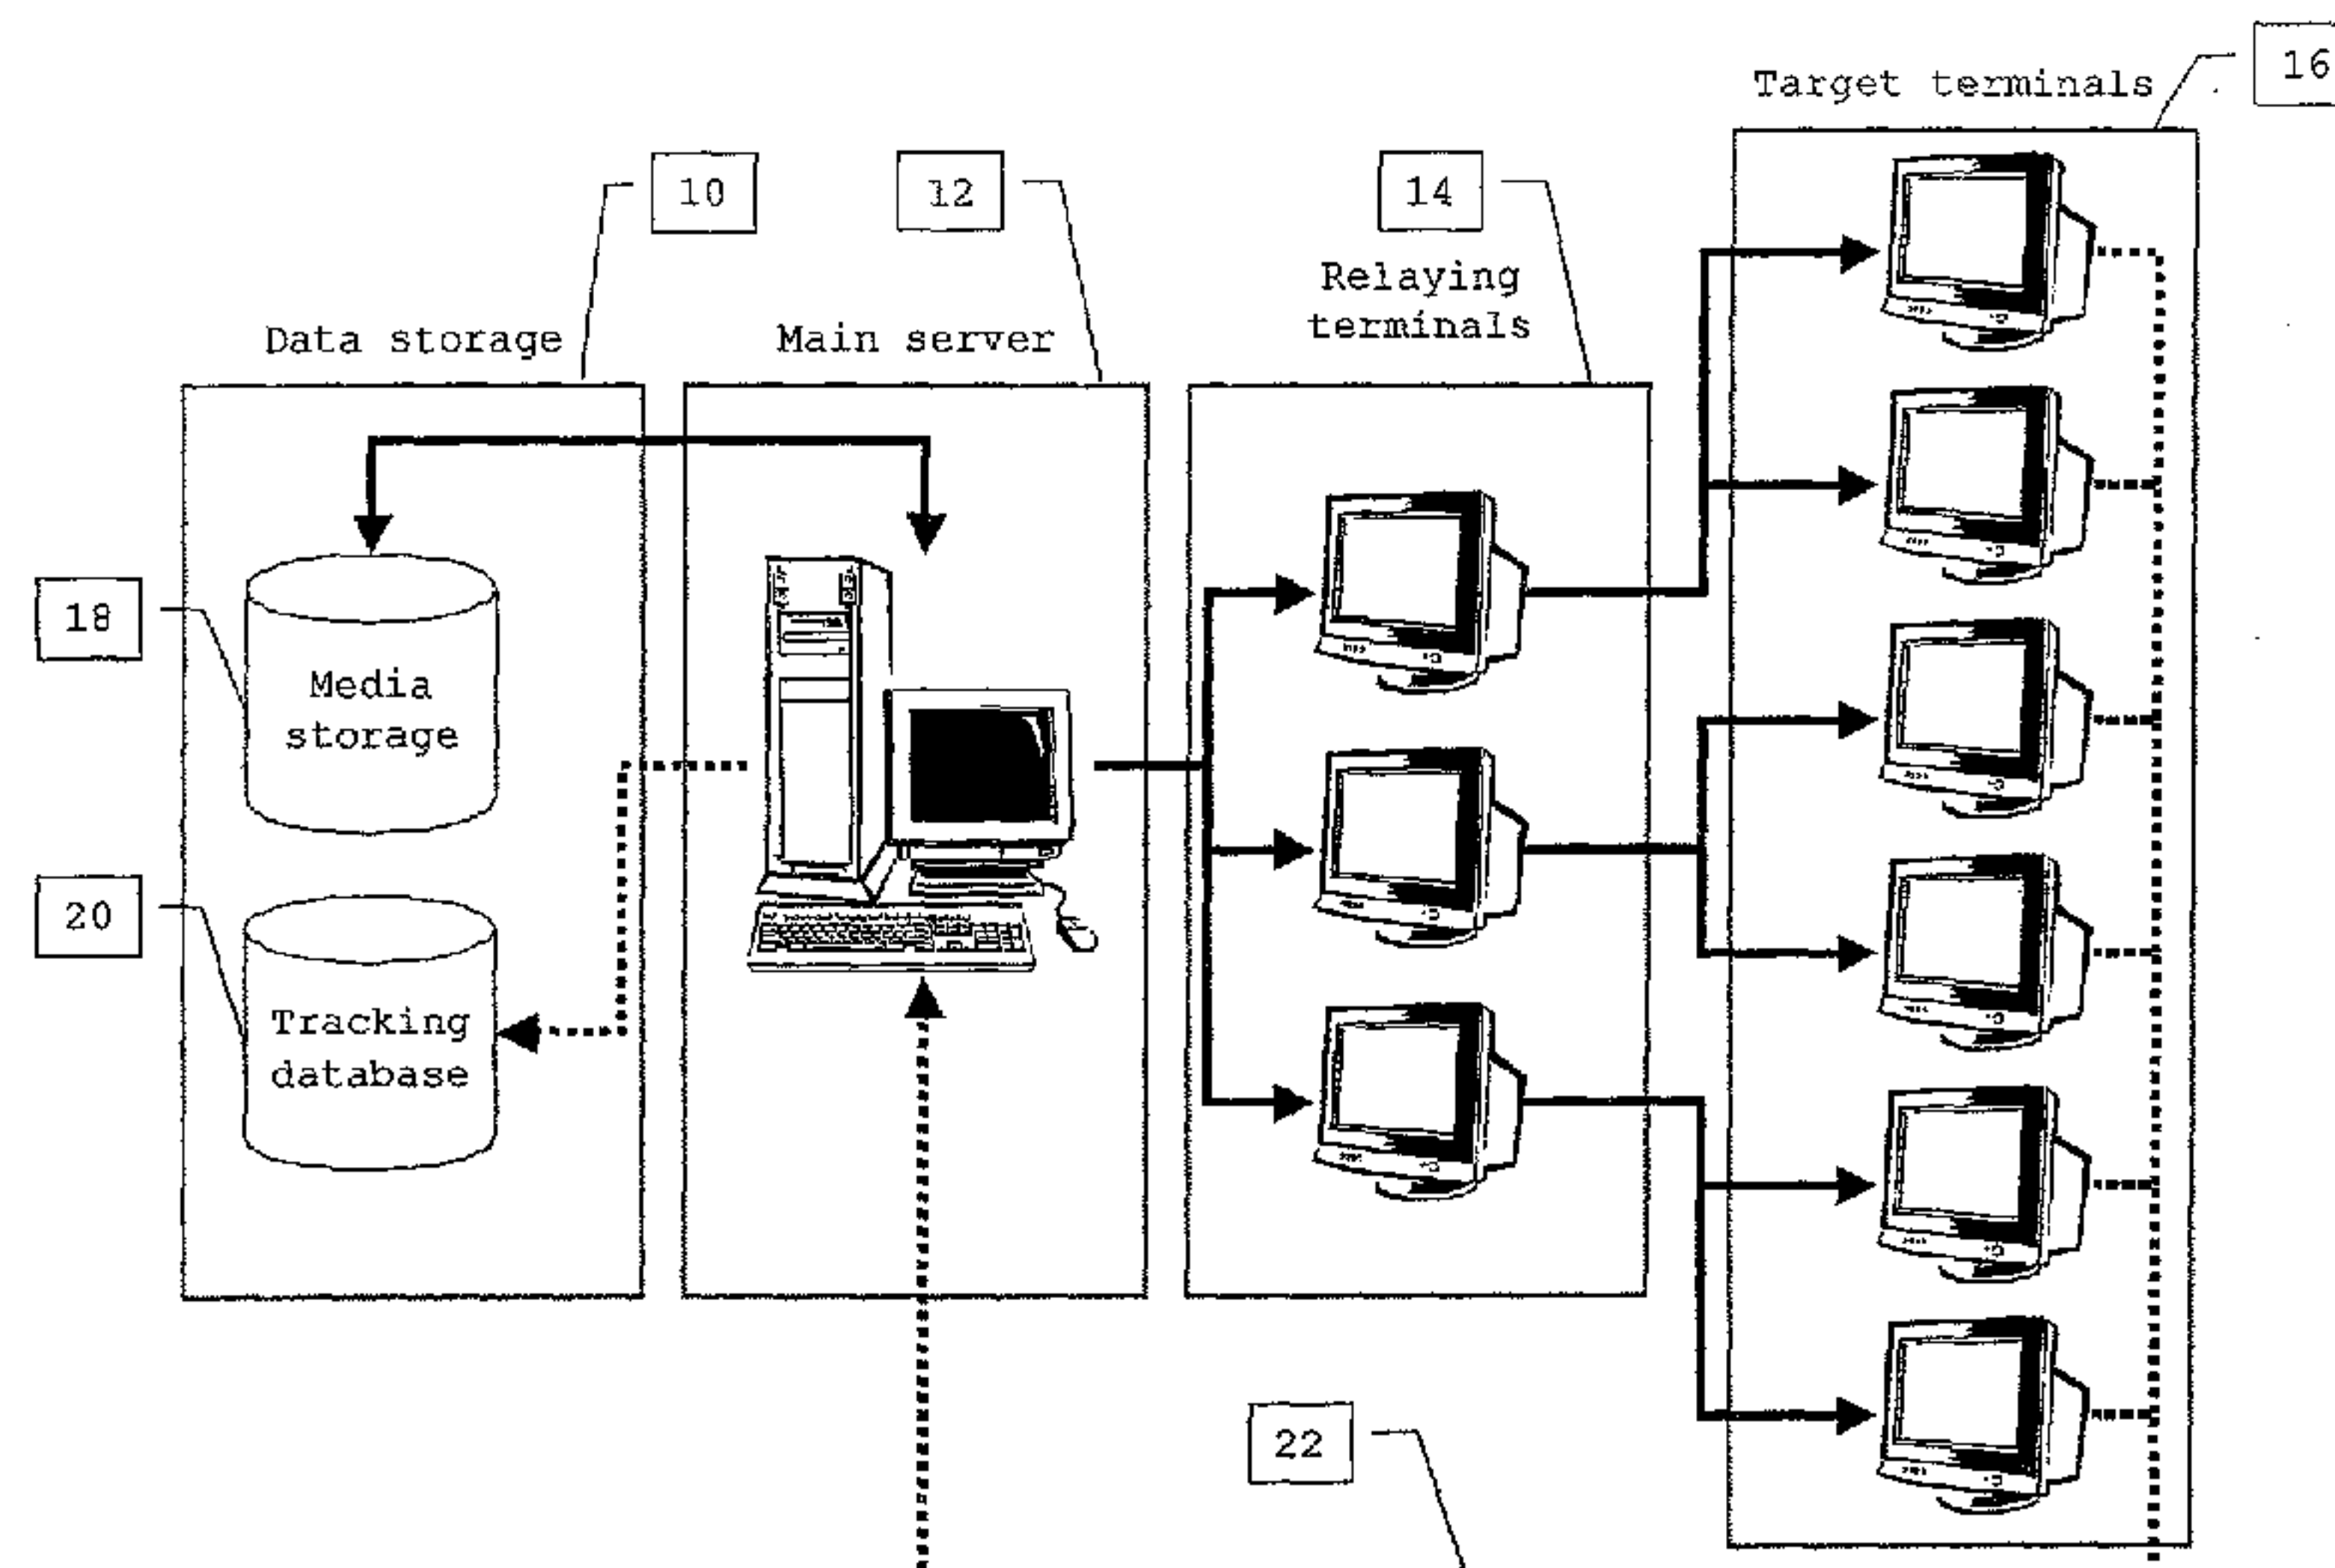 16
Target terminals
10
12
14
Relaying
terminals
Data storage
Main server
18
Media
storage
20
Tracking
database
22